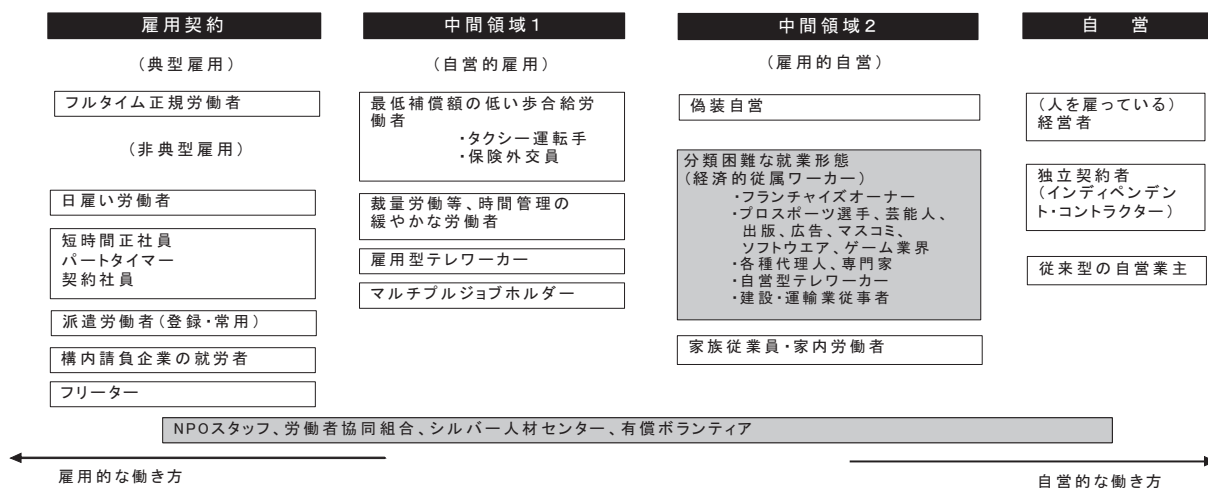 雇用契約
(典型雇用)
フルタイム正規労働者
(非典型雇用)
日雇い労働者
短時間正社員
パートタイマー
契約社員
派遣労働者(登録・常用)
構内請負企業の就労者
フリーター
中間領域1
(自営的雇用)
最低補償額の低い歩合給労
働者
・タクシー運転手
・保険外交員
裁量労働等、時間管理の
緩やかな労働者
雇用型テレワーカー
マルチプルジョブホルダー
中間領域2
(雇用的自営)
偽装自営
分類困難な就業形態
(経済的従属ワーカー)
・フランチャイズオーナー
・プロスポーツ選手、芸能人、
出版、広告、マスコミ、
ソフトウエア、ゲーム業界
・各種代理人、専門家
・自営型テレワーカー
・建設・運輸業従事者
家族従業員・家内労働者
自 営
(人を雇っている)
経営者
独立契約者
(インディペンデン
ト・コントラクター)
従来型の自営業主
NPOスタッフ、労働者協同組合、シルバー人材センター、有償ボランティア
雇用的な働き方
自営的な働き方